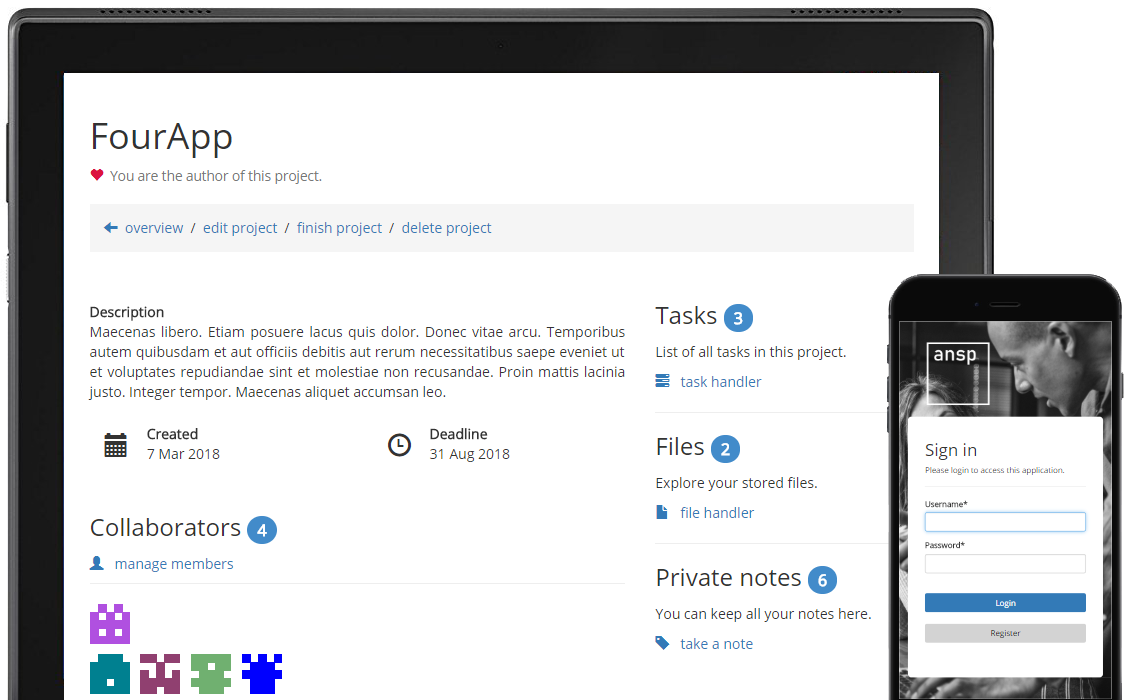 FourApp
You are the author of this project.
overview / edit project / finish project / delete project
Description
Maecenas libero. Etiam posuere lacus quis dolor. Donec vitae arcu. Temporibus
autem quibusdam et aut officiis debitis aut rerum necessitatibus saepe eveniet ut
et voluptates repudiandae sint et molestiae non recusandae. Proin mattis lacinia
justo. Integer tempor. Maecenas aliquet accumsan leo.
Created
7 Mar 2018
Deadline
31 Aug 2018
Collaborators 4
manage members
Tasks 3
List of all tasks in this project.
task handler
Files 2
Explore your stored files.
file handler
Private notes 6
You can keep all your notes here.
take a note
ansp
Sign in
Please login to access this application.
Username*
Password*
Login
Register